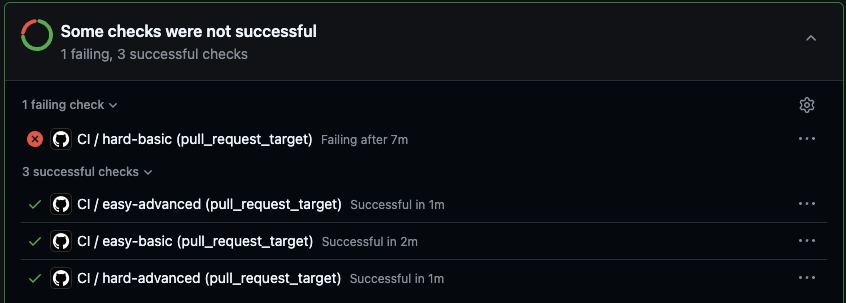 Some checks were not successful
1 failing, 3 successful checks
1 failing check
CI / hard-basic (pull_request_target) Failing after 7m
3 successful checks
CI / easy-advanced (pull_request_target) Successful in 1m
CI / easy-basic (pull_request_target) Successful in 2m
CI / hard-advanced (pull_request_target) Successful in 1m